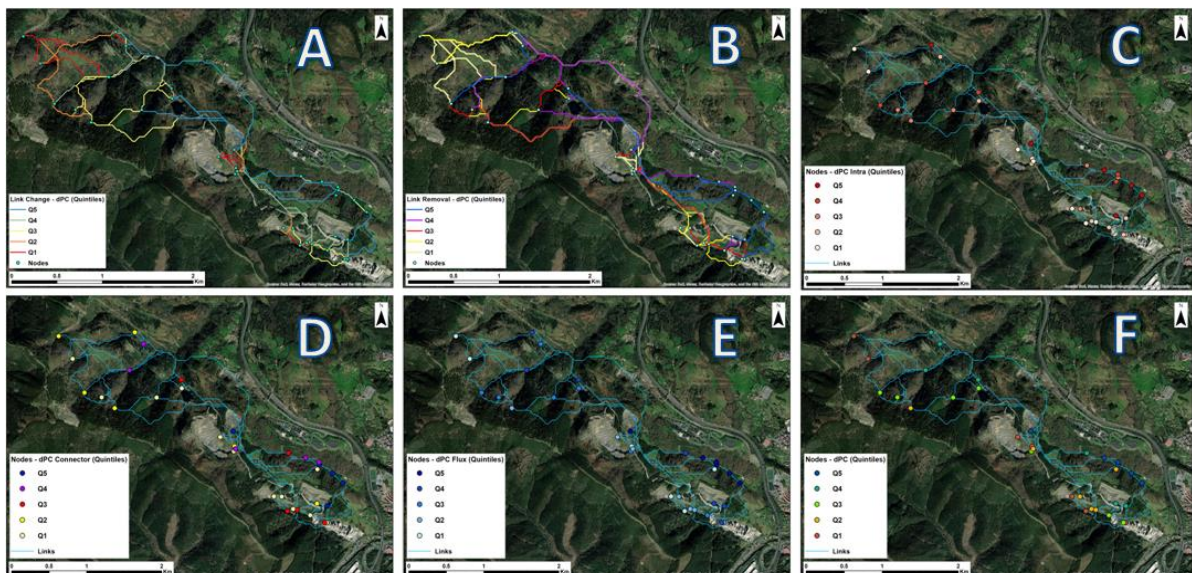 A
B
C
Link Change - dPC (Quintiles)
Q5
Q4
Q3
Q2
Q1
Nodes
0 0.5 1 2
Km
Link Removal - dPC (Quintiles)
Q5
Q4
Q3
Q2
Q1
Nodes
0 0.5 1 2
Km
Nodes - dPC Intra (Quintiles)
Q5
Q4
Q3
Q2
Q1
Links
0 0.5 1 2
Km
D
E
F
Nodes - dPC Connector (Quintiles)
Q5
Q4
Q3
Q2
Q1
Links
0 0.5 1 2
Km
Nodes - dPC Flux (Quintiles)
Q5
Q4
Q3
Q2
Q1
Links
0 0.5 1 2
Km
Nodes - dPC (Quintiles)
Q5
Q4
Q3
Q2
Q1
Links
0 0.5 1 2
Km